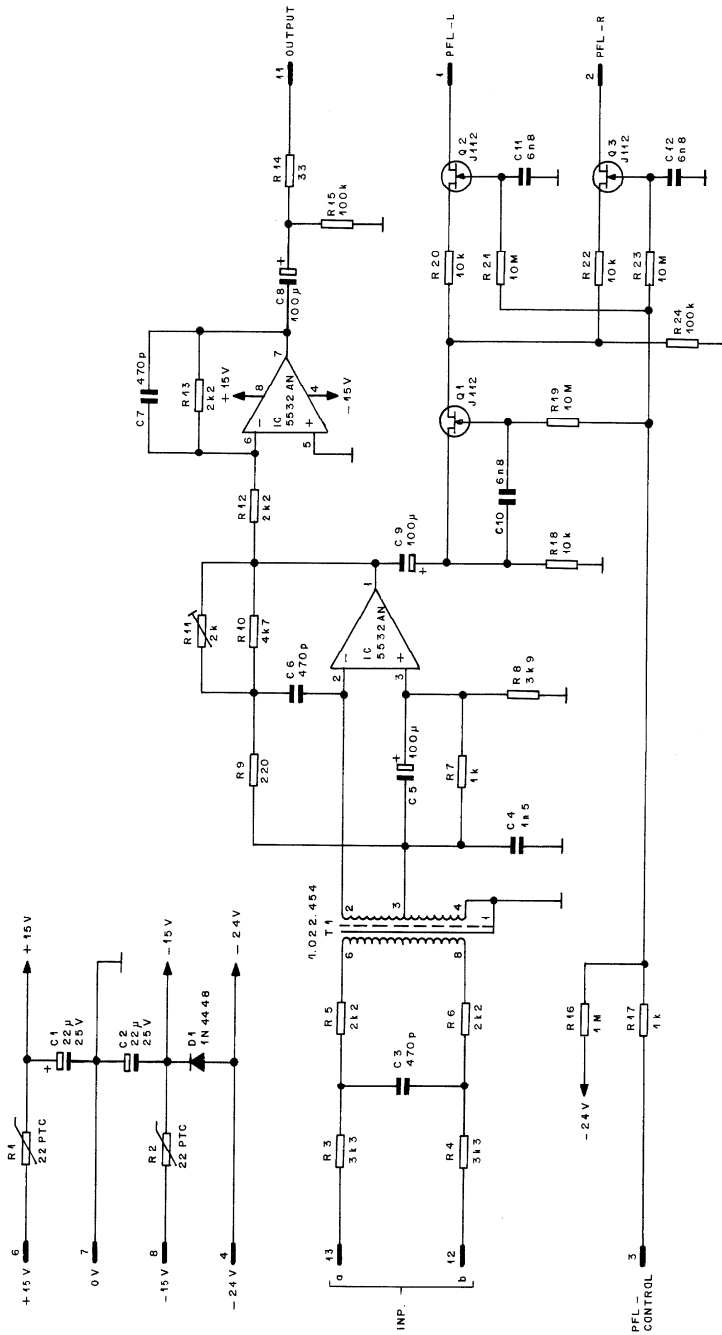 +15V
6
R1
22 PTC
+15V
C1
+
22µ
25V
0V
7
C2
22µ
25V
-15V
8
R2
22 PTC
-15V
D1
1N4448
-24V
4
-24V
INP.
a
13
R3
3k3
R5
2k2
C3
470p
b
12
R4
3k3
R6
2k2
1.022.454
T1
6
8
2
3
4
1
R9
220
R11
2k
R10
4k7
C6
470p
C5
+
100µ
R7
1k
C4
1n5
R8
3k9
2
3
-
+
IC
5532AN
1
R12
2k2
C7
470p
R13
2k2
+15V
8
6
5
-
+
IC
5532AN
7
4
-15V
C8
+
100µ
R14
33
R15
100k
11
OUTPUT
C9
+
100µ
Q1
J112
C10
6n8
R18
10k
R19
10M
R20
10k
R21
10M
Q2
J112
C11
6n8
1
PFL-L
R22
10k
R23
10M
Q3
J112
C12
6n8
2
PFL-R
R24
100k
PFL-
CONTROL
3
-24V
R16
1M
R17
1k